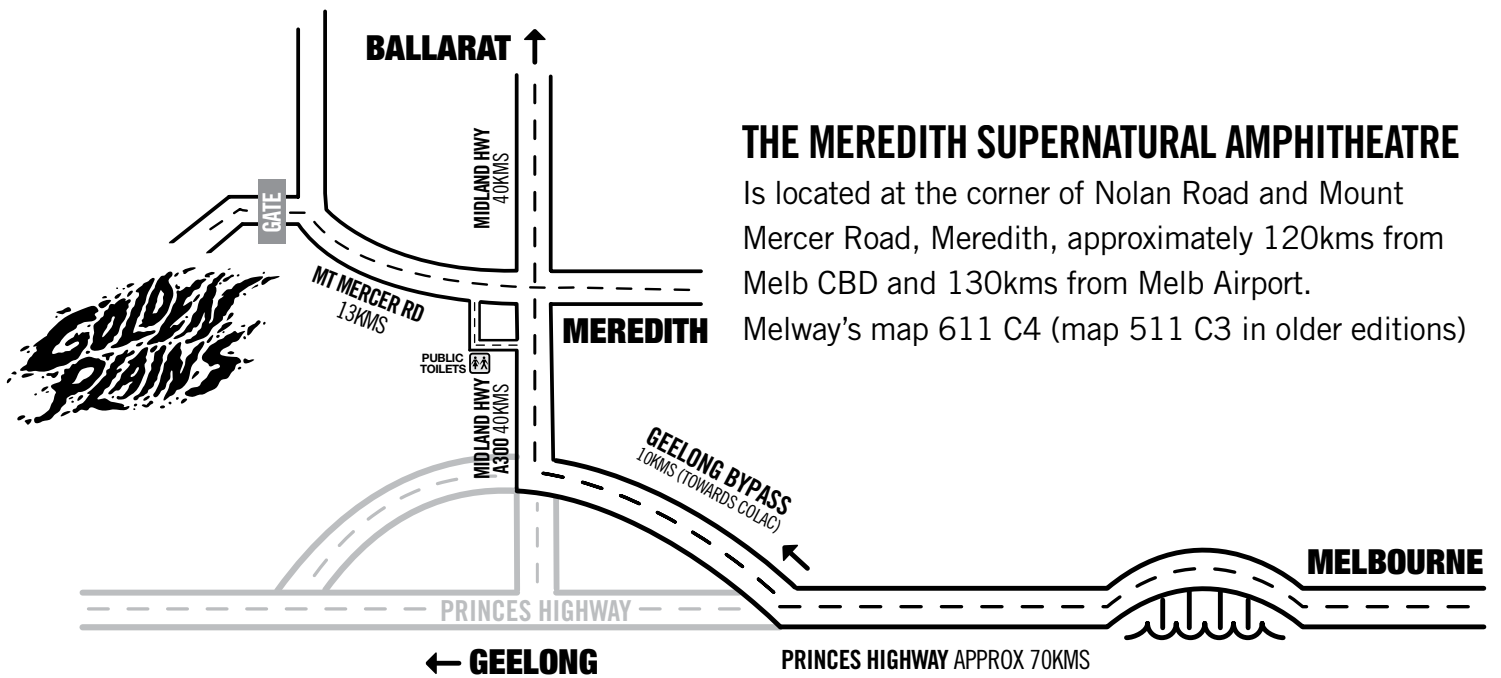 BALLARAT
MIDLAND HWY
40KMS
THE MEREDITH SUPERNATURAL AMPHITHEATRE
Is located at the corner of Nolan Road and Mount
Mercer Road, Meredith, approximately 120kms from
Melb CBD and 130kms from Melb Airport.
Melway's map 611 C4 (map 511 C3 in older editions)
GATE
GOLDEN
PLAINS
MT MERCER RD
13KMS
MEREDITH
PUBLIC
TOILETS
MIDLAND HWY
A300 40KMS
GEELONG BYPASS
10KMS (TOWARDS COLAC)
MELBOURNE
PRINCES HIGHWAY
GEELONG
PRINCES HIGHWAY APPROX 70KMS